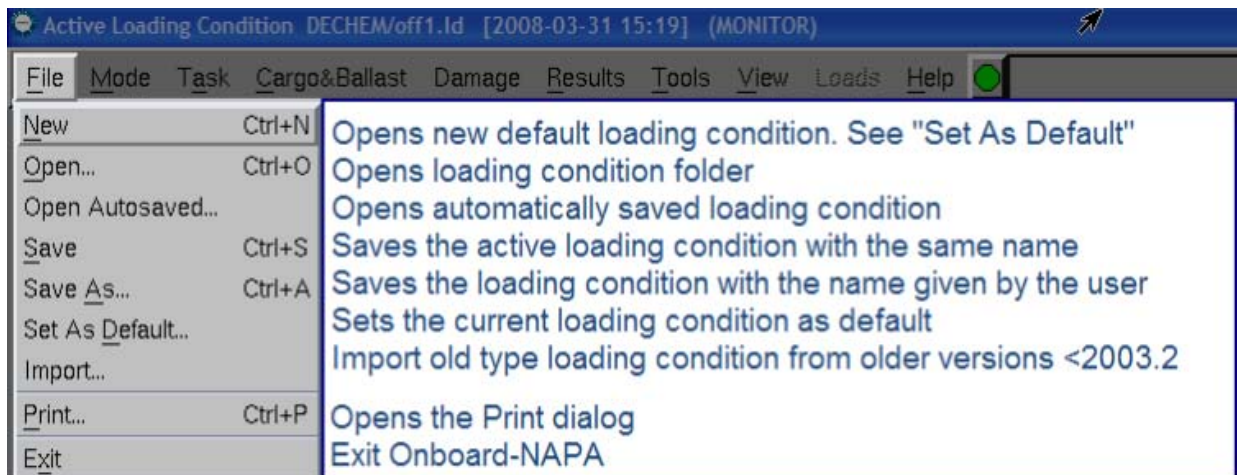 Active Loading Condition DECHEM/off1.ld [2008-03-31 15:19] (MONITOR)
File Mode Task Cargo&Ballast Damage Results Tools View Loads Help
New Ctrl+N Opens new default loading condition. See "Set As Default"
Open... Ctrl+O Opens loading condition folder
Open Autosaved... Opens automatically saved loading condition
Save Ctrl+S Saves the active loading condition with the same name
Save As... Ctrl+A Saves the loading condition with the name given by the user
Set As Default... Sets the current loading condition as default
Import... Import old type loading condition from older versions <2003.2
Print... Ctrl+P Opens the Print dialog
Exit Exit Onboard-NAPA